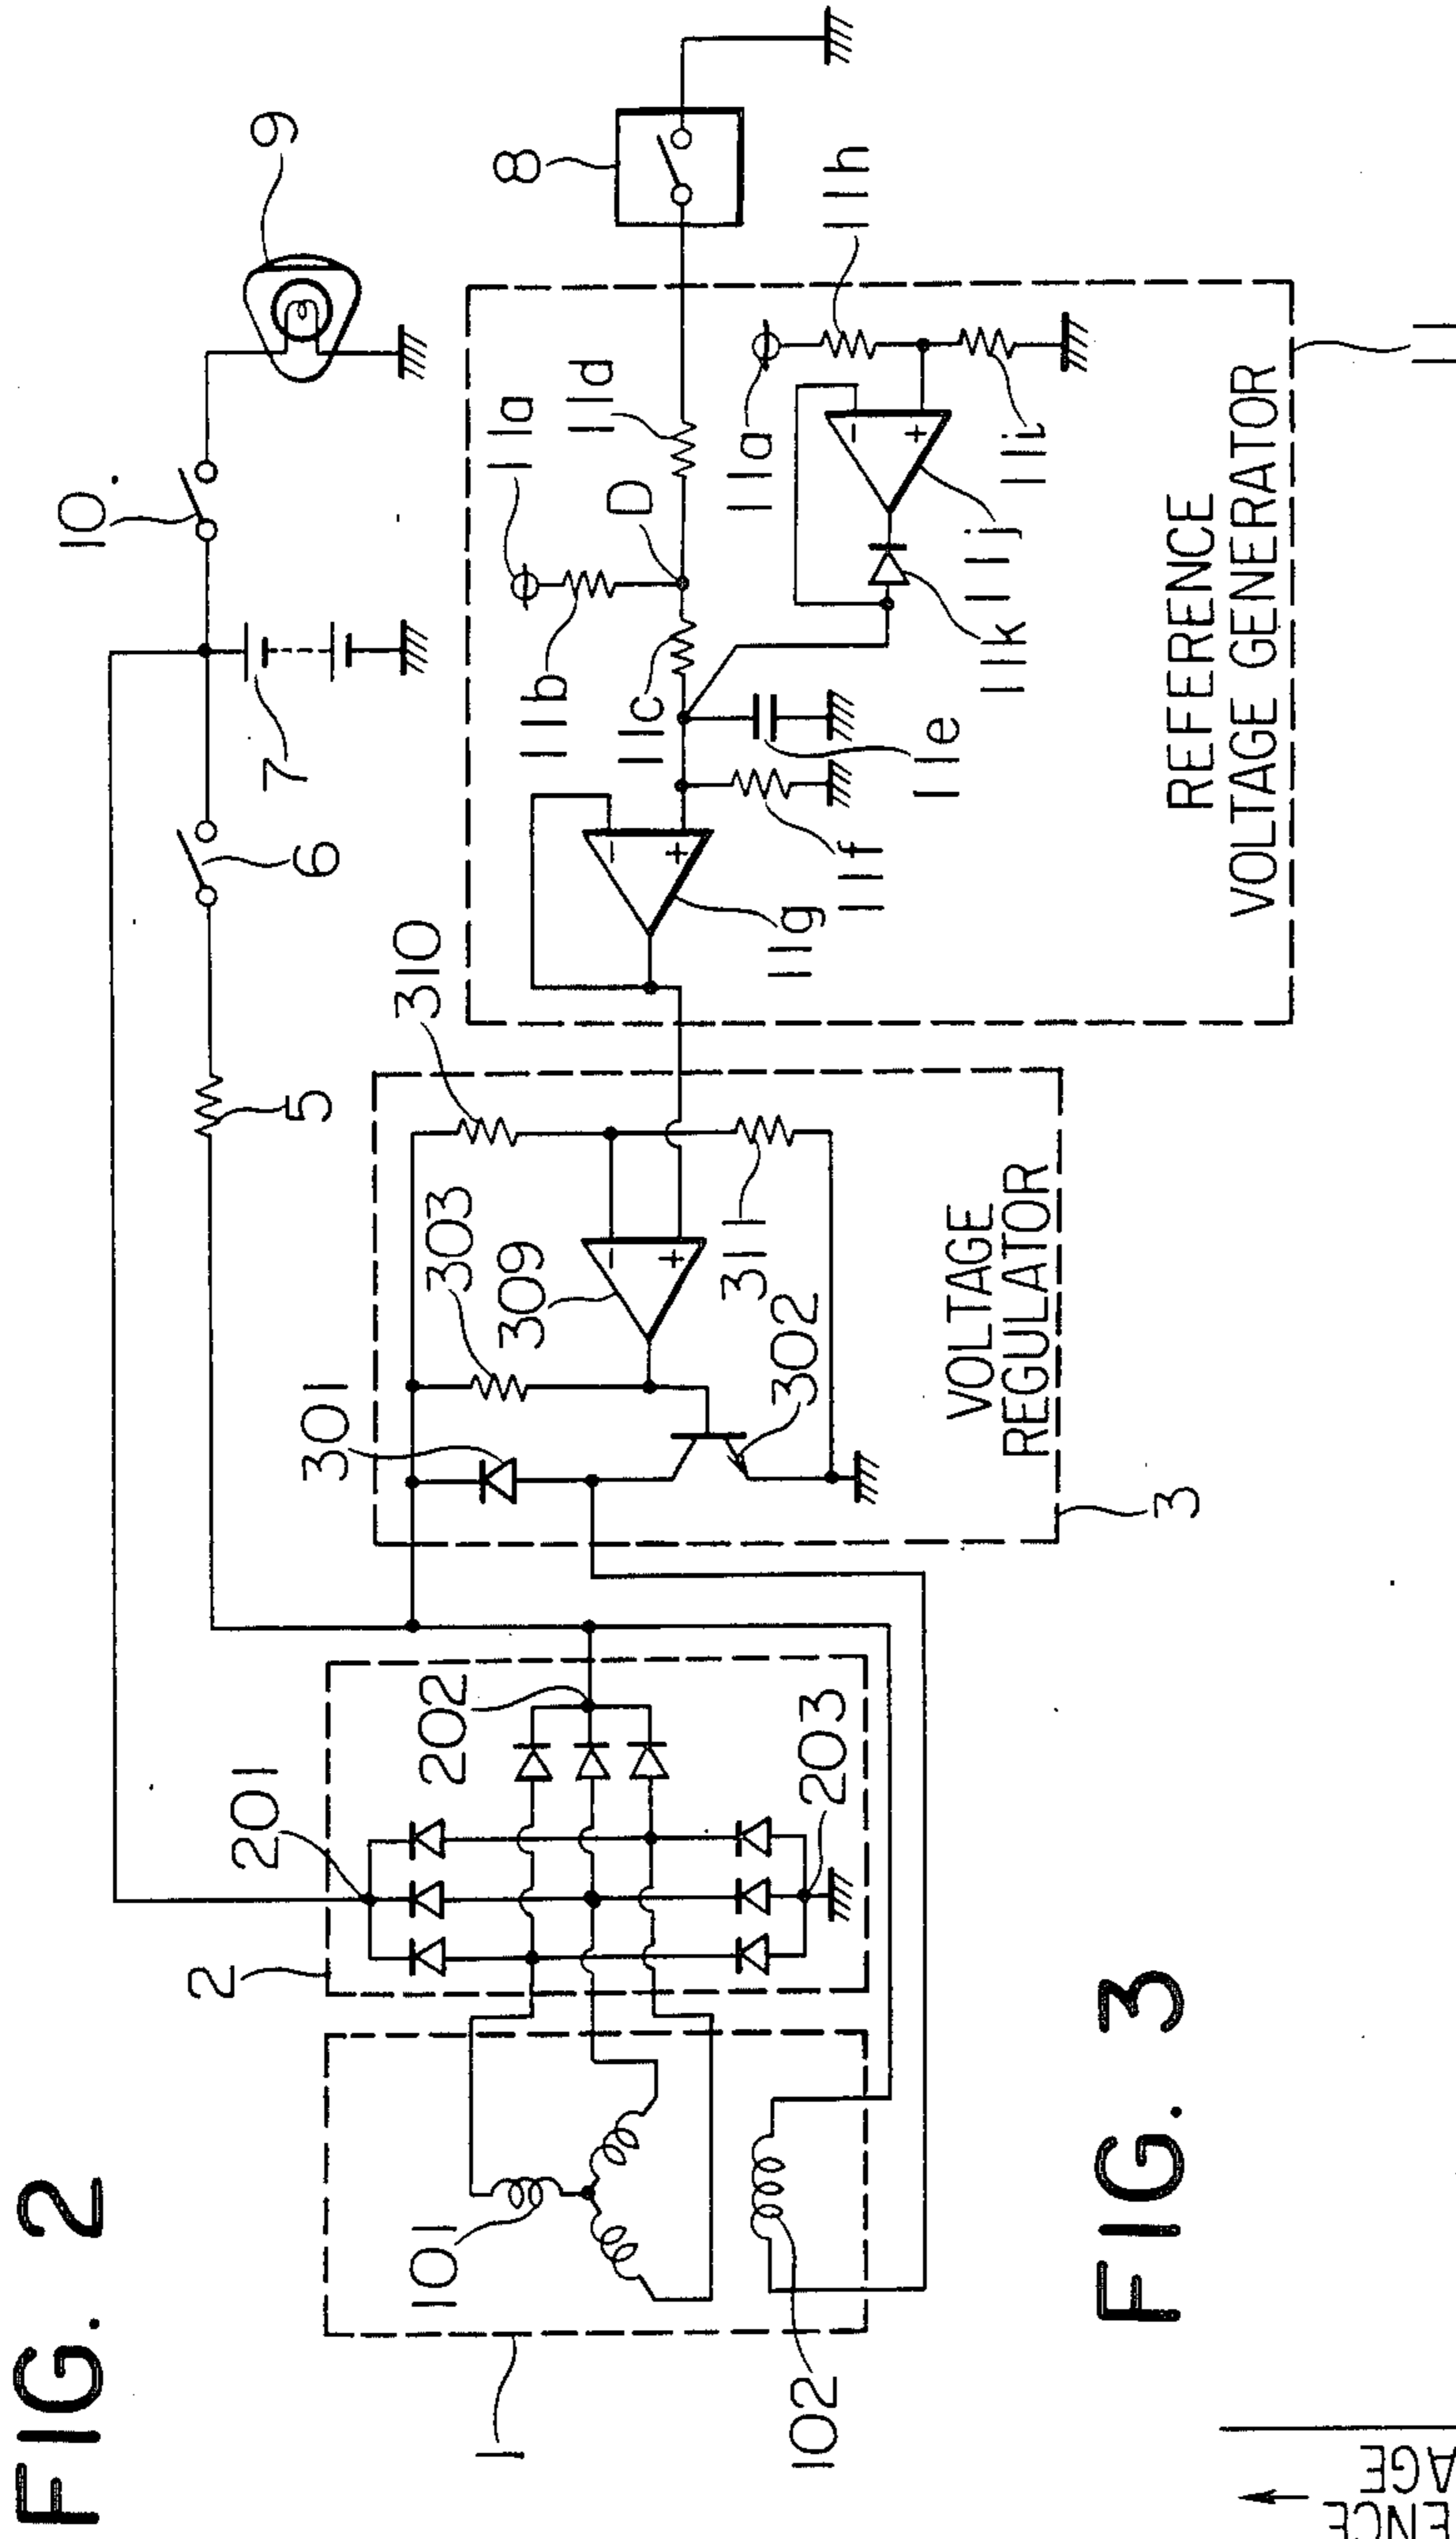 FIG. 2
10
9
7
6
5
8
11a
11d
D
11b
11c
11h
11a
11e
11k
11j
11i
11f
11g
REFERENCE
VOLTAGE GENERATOR
11
310
303
309
301
311
302
VOLTAGE
REGULATOR
3
201
202
203
2
101
102
1
FIG. 3